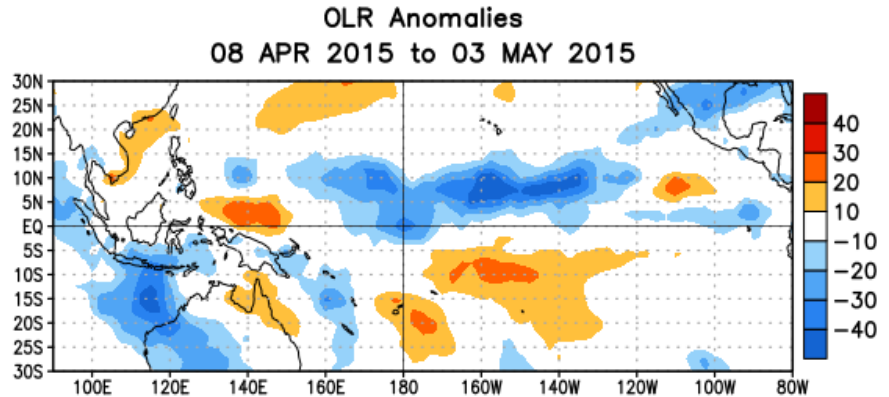 OLR Anomalies
08 APR 2015 to 03 MAY 2015
30N
25N
20N
15N
10N
5N
EQ
5S
10S
15S
20S
25S
30S
100E 120E 140E 160E 180 160W 140W 120W 100W 80W
40
30
20
10
-10
-20
-30
-40